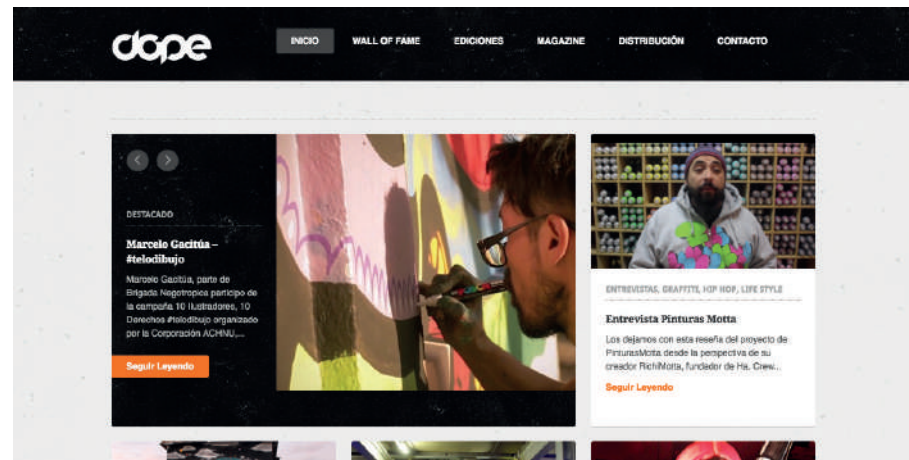 dope
INICIO
WALL OF FAME
EDICIONES
MAGAZINE
DISTRIBUCIÓN
CONTACTO
DESTACADO
Marcelo Gacitúa –
#telodibujo
Marcelo Gacitúa, parte de
Brigada Negotropica participo de
la campaña 10 Ilustradores, 10
Derechos #telodibujo organizado
por la Corporación ACHNU,...
Seguir Leyendo
ENTREVISTAS, GRAFFITI, HIP HOP, LIFE STYLE
Entrevista Pinturas Motta
Los dejamos con esta reseña del proyecto de
PinturasMotta desde la perspectiva de su
creador RichiMotta, fundador de Ha. Crew...
Seguir Leyendo